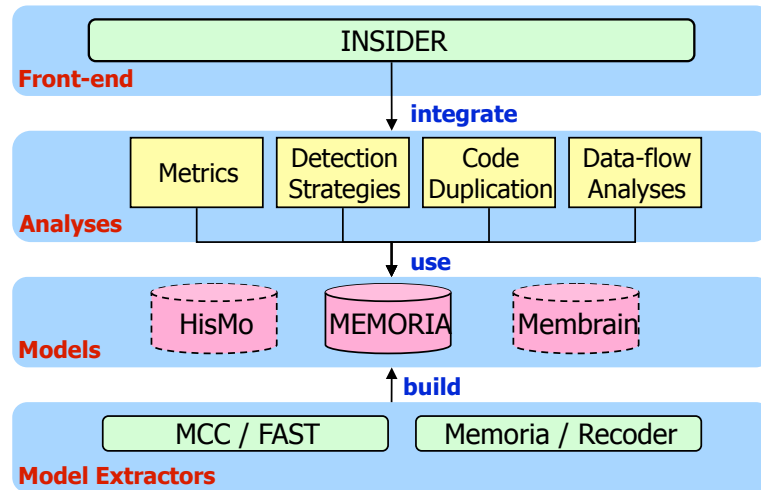 INSIDER
Front-end
integrate
Metrics
Detection
Strategies
Code
Duplication
Data-flow
Analyses
Analyses
use
HisMo
MEMORIA
Membrain
Models
build
MCC / FAST
Memoria / Recoder
Model Extractors